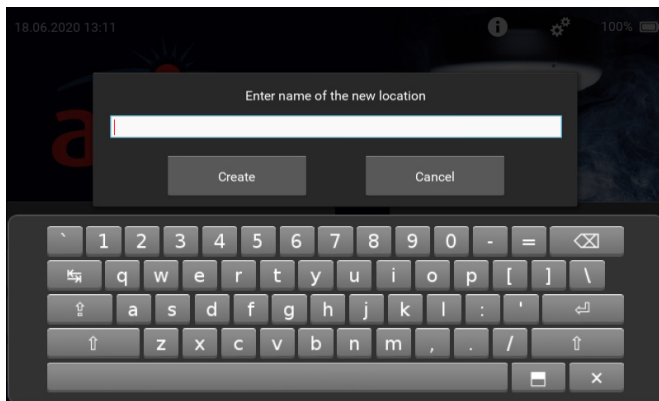 18.06.2020 13:11 100%
Enter name of the new location
Create Cancel
` 1 2 3 4 5 6 7 8 9 0 - =
q w e r t y u i o p [ ] \
a s d f g h j k l : '
z x c v b n m , . /